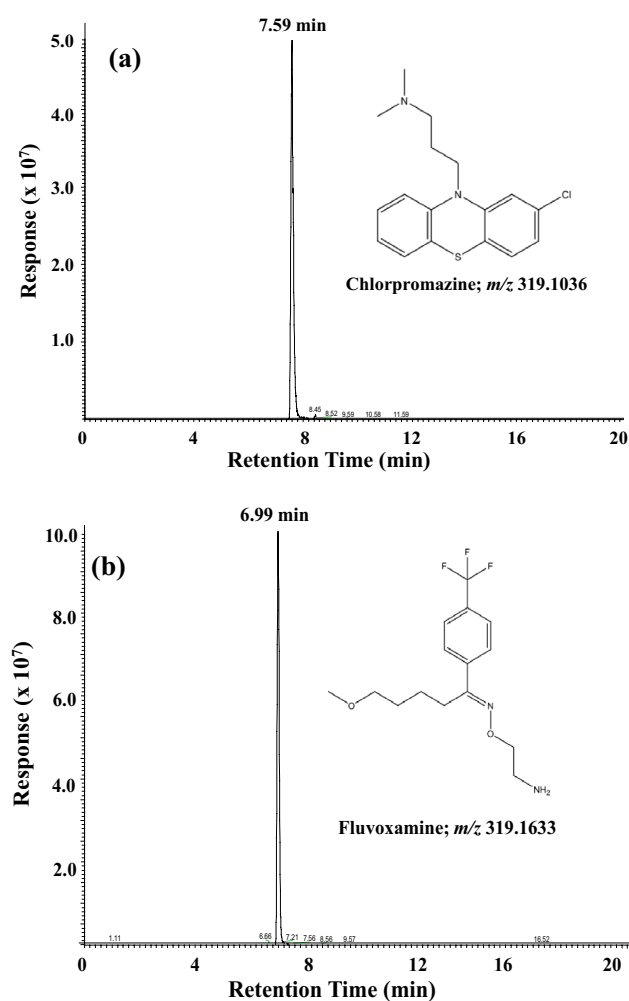 7.59 min
(a)
5.0
4.0
3.0
2.0
1.0
Response (x 10⁷)
N
N
Cl
S
Chlorpromazine; m/z 319.1036
8.45 8.52 9.59 10.58 11.59
0 4 8 12 16 20
Retention Time (min)
6.99 min
(b)
10.0
8.0
6.0
4.0
2.0
Response (x 10⁷)
F
F F
O
N
O
NH₂
Fluvoxamine; m/z 319.1633
1.11 6.66 7.21 7.56 8.56 9.57 16.52
0 4 8 12 16 20
Retention Time (min)